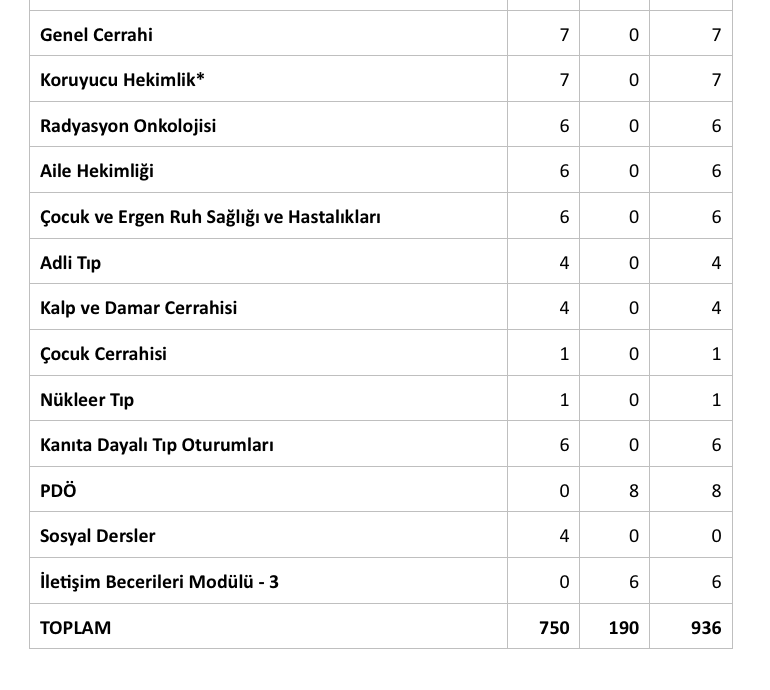 Genel Cerrahi 7 0 7
Koruyucu Hekimlik* 7 0 7
Radyasyon Onkolojisi 6 0 6
Aile Hekimliği 6 0 6
Çocuk ve Ergen Ruh Sağlığı ve Hastalıkları 6 0 6
Adli Tıp 4 0 4
Kalp ve Damar Cerrahisi 4 0 4
Çocuk Cerrahisi 1 0 1
Nükleer Tıp 1 0 1
Kanıta Dayalı Tıp Oturumları 6 0 6
PDÖ 0 8 8
Sosyal Dersler 4 0 0
İletişim Becerileri Modülü - 3 0 6 6
TOPLAM 750 190 936